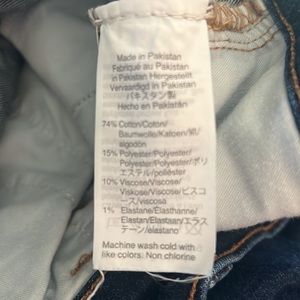 Made in Pakistan
Fabriqué au Pakistan
in Pakistan Hergestellt
Vervaardigd in Pakistan
パキスタン製
Hecho en Pakistán
74% Cotton/Coton/
Baumwolle/Katoen/綿/
algodón
15% Polyester/Polyester/
Polyester/Polyester/ポリ
エステル/poliéster
10% Viscose/Viscose/
Viskose/Viscose/ビスコ
ース/viscosa
1% Elastane/Élasthanne/
Elastan/Elastaan/エラス
テーン/elastano
Machine wash cold with
like colors: Non chlorine